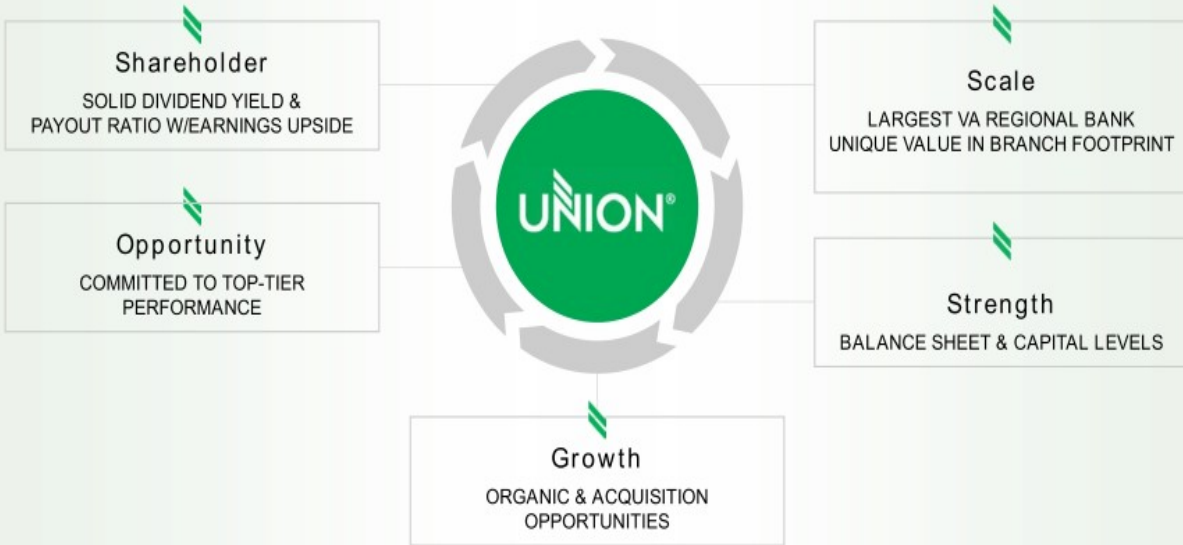 Shareholder
SOLID DIVIDEND YIELD &
PAYOUT RATIO W/EARNINGS UPSIDE
Scale
LARGEST VA REGIONAL BANK
UNIQUE VALUE IN BRANCH FOOTPRINT
UNION®
Opportunity
COMMITTED TO TOP-TIER
PERFORMANCE
Strength
BALANCE SHEET & CAPITAL LEVELS
Growth
ORGANIC & ACQUISITION
OPPORTUNITIES